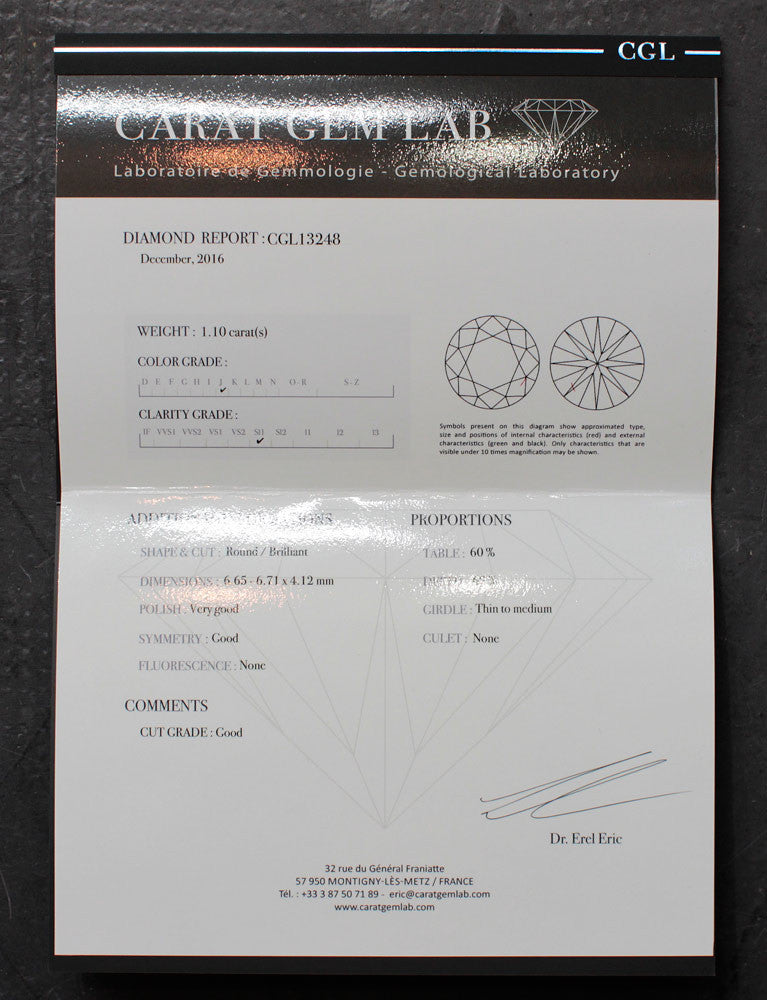 CGL
CARAT GEM LAB
Laboratoire de Gemmologie - Gemological Laboratory
DIAMOND REPORT : CGL13248
December, 2016
WEIGHT : 1.10 carat(s)
COLOR GRADE :
D E F G H I J K L M N O-R S-Z
CLARITY GRADE :
IF VVS1 VVS2 VS1 VS2 SI1 SI2 I1 I2 I3
Symbols present on this diagram show approximated type,
size and positions of internal characteristics (red) and external
characteristics (green and black). Only characteristics that are
visible under 10 times magnification may be shown.
PROPORTIONS
SHAPE & CUT : Round / Brilliant
TABLE : 60 %
DIMENSIONS : 6.65 - 6.71 x 4.12 mm
POLISH : Very good
GIRDLE : Thin to medium
SYMMETRY : Good
CULET : None
FLUORESCENCE : None
COMMENTS
CUT GRADE : Good
Dr. Erel Eric
32 rue du Général Franiatte
57 950 MONTIGNY-LÈS-METZ / FRANCE
Tél. : +33 3 87 50 71 89 - eric@caratgemlab.com
www.caratgemlab.com